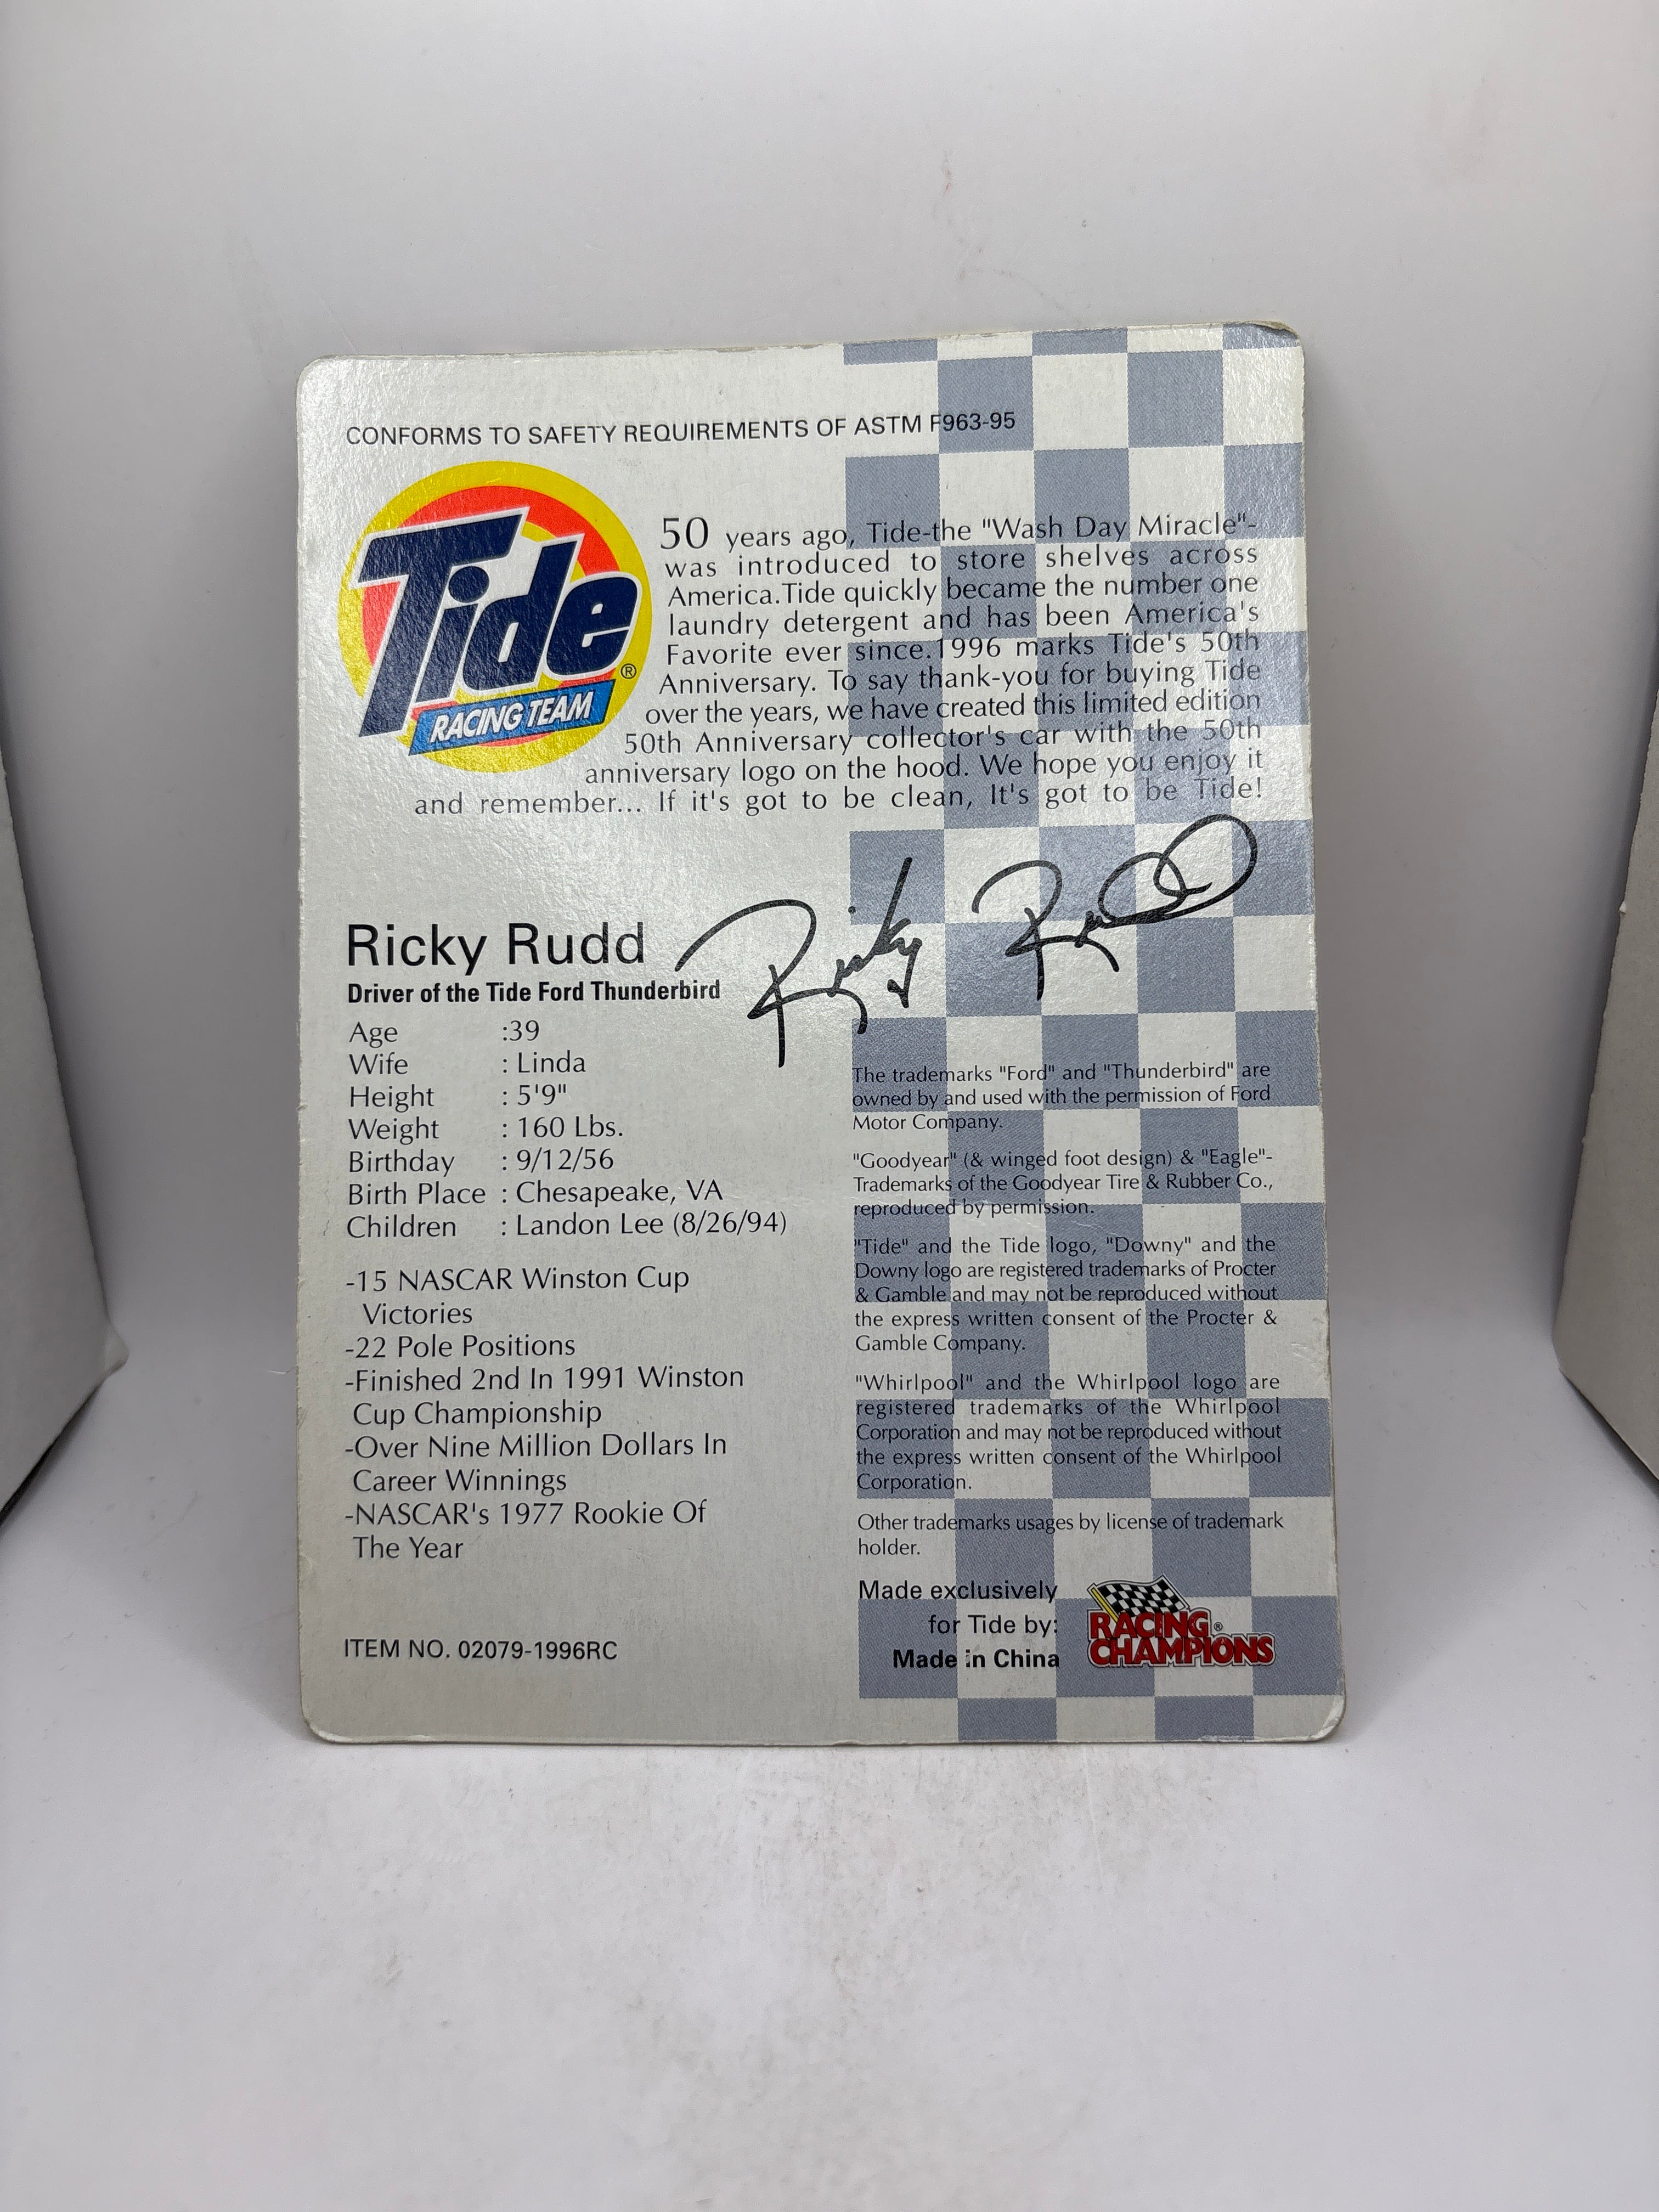 CONFORMS TO SAFETY REQUIREMENTS OF ASTM F963-95
Tide®
RACING TEAM
50 years ago, Tide-the "Wash Day Miracle"-
was introduced to store shelves across
America.Tide quickly became the number one
laundry detergent and has been America's
Favorite ever since.1996 marks Tide's 50th
Anniversary. To say thank-you for buying Tide
over the years, we have created this limited edition
50th Anniversary collector's car with the 50th
anniversary logo on the hood. We hope you enjoy it
and remember... If it's got to be clean, It's got to be Tide!
Ricky Rudd
Ricky Rudd
Driver of the Tide Ford Thunderbird
Age :39
Wife : Linda
Height : 5'9"
Weight : 160 Lbs.
Birthday : 9/12/56
Birth Place : Chesapeake, VA
Children : Landon Lee (8/26/94)
-15 NASCAR Winston Cup
Victories
-22 Pole Positions
-Finished 2nd In 1991 Winston
Cup Championship
-Over Nine Million Dollars In
Career Winnings
-NASCAR's 1977 Rookie Of
The Year
ITEM NO. 02079-1996RC
The trademarks "Ford" and "Thunderbird" are
owned by and used with the permission of Ford
Motor Company.
"Goodyear" (& winged foot design) & "Eagle"-
Trademarks of the Goodyear Tire & Rubber Co.,
reproduced by permission.
"Tide" and the Tide logo, "Downy" and the
Downy logo are registered trademarks of Procter
& Gamble and may not be reproduced without
the express written consent of the Procter &
Gamble Company.
"Whirlpool" and the Whirlpool logo are
registered trademarks of the Whirlpool
Corporation and may not be reproduced without
the express written consent of the Whirlpool
Corporation.
Other trademarks usages by license of trademark
holder.
Made exclusively
for Tide by:
Made in China
RACING®
CHAMPIONS